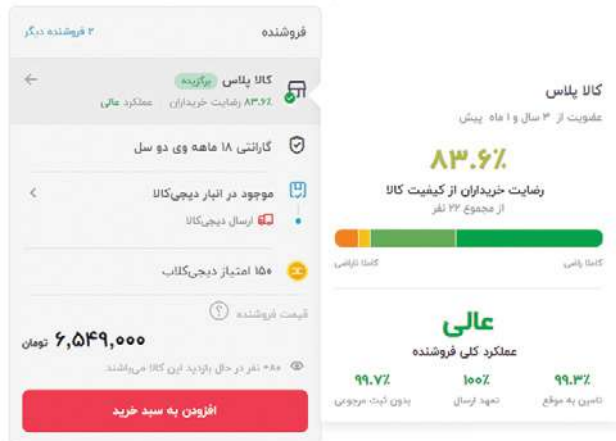 فروشنده
۲ فروشنده دیگر
کالا پلاس برگزیده
۸۳.۶٪ رضایت خریداران عملکرد عالی
گارانتی ۱۸ ماهه وی دو سل
موجود در انبار دیجی‌کالا
ارسال دیجی‌کالا
۱۵۰ امتیاز دیجی‌کلاب
قیمت فروشنده
۶,۵۴۹,۰۰۰ تومان
۸۰+ نفر در حال بازدید این کالا می‌باشند.
افزودن به سبد خرید
کالا پلاس
عضویت از ۳ سال و ۱ ماه پیش
۸۳.۶٪
رضایت خریداران از کیفیت کالا
از مجموع ۲۲ نفر
کاملا راضی
کاملا ناراضی
عالی
عملکرد کلی فروشنده
۹۹.۳٪ ۱۰۰٪ ۹۹.۷٪
تامین به موقع تعهد ارسال بدون ثبت مرجوعی